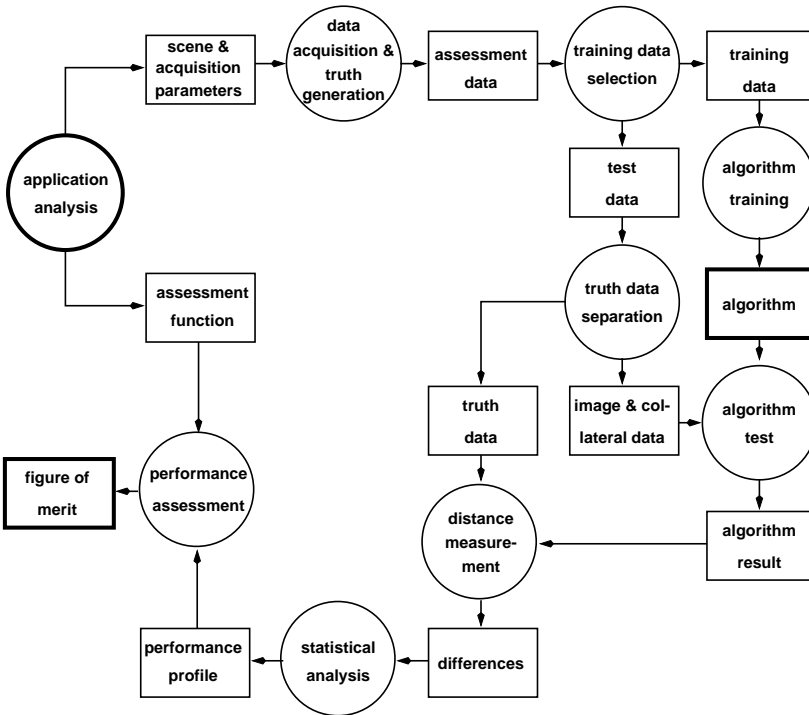 scene &
acquisition
parameters
data
acquisition &
truth
generation
assessment
data
training data
selection
training
data
application
analysis
test
data
algorithm
training
assessment
function
truth data
separation
algorithm
truth
data
image & col-
lateral data
algorithm
test
figure of
merit
performance
assessment
distance
measure-
ment
algorithm
result
performance
profile
statistical
analysis
differences